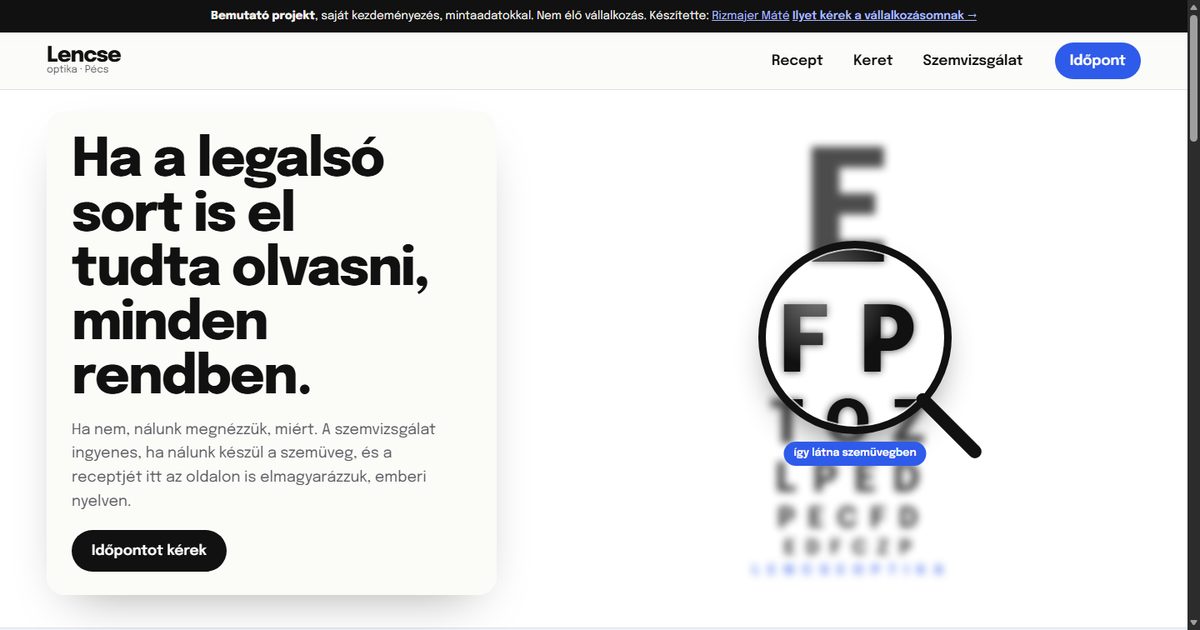 Bemutató projekt, saját kezdeményezés, mintaadatokkal. Nem élő vállalkozás. Készítette: Rizmajer Máté Ilyet kérek a vállalkozásomnak →
Lencse
optika · Pécs
Recept Keret Szemvizsgálat Időpont
Ha a legalsó
sort is el
tudta olvasni,
minden
rendben.
Ha nem, nálunk megnézzük, miért. A szemvizsgálat
ingyenes, ha nálunk készül a szemüveg, és a
receptjét itt az oldalon is elmagyarázzuk, emberi
nyelven.
Időpontot kérek
E
F P
T O Z
így látna szemüvegben
L P E D
P E C F D
E D F C Z P
L E N C S E O P T I K A